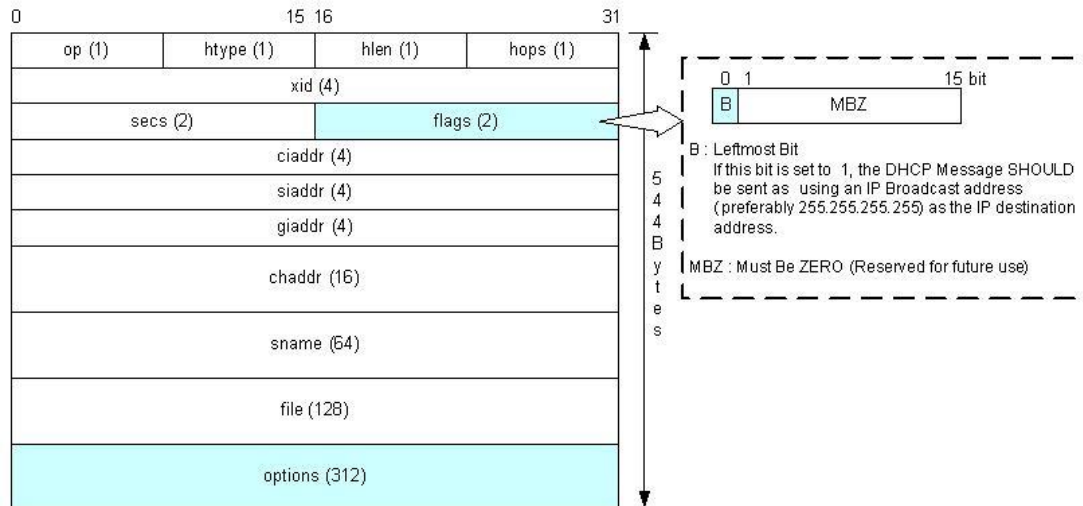 0 15 16 31
op (1) htype (1) hlen (1) hops (1)
xid (4)
secs (2) flags (2)
ciaddr (4)
siaddr (4)
giaddr (4)
chaddr (16)
sname (64)
file (128)
options (312)
544Bytes
0 1 15 bit
B MBZ
B : Leftmost Bit
If this bit is set to 1, the DHCP Message SHOULD
be sent as using an IP Broadcast address
(preferably 255.255.255.255) as the IP destination
address.
MBZ : Must Be ZERO (Reserved for future use)